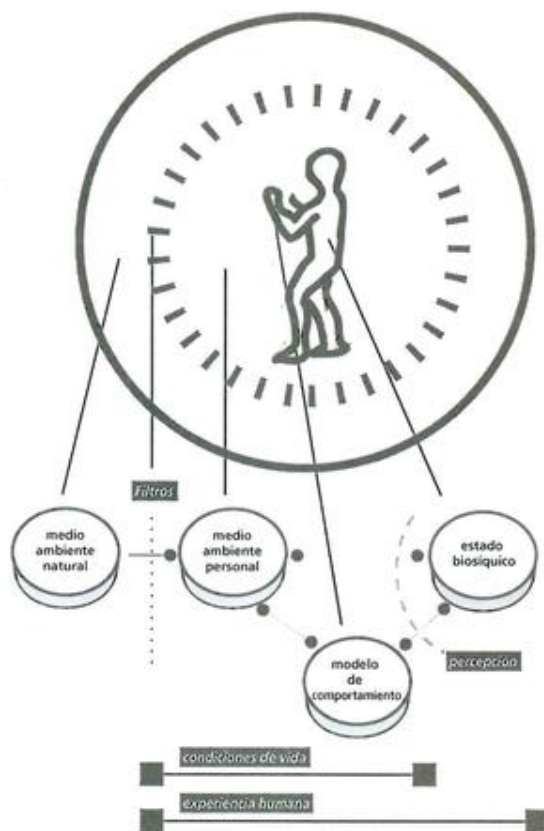 Filtros
medio
ambiente
natural
medio
ambiente
personal
estado
biosíquico
percepción
modelo
de
comportamiento
condiciones de vida
experiencia humana